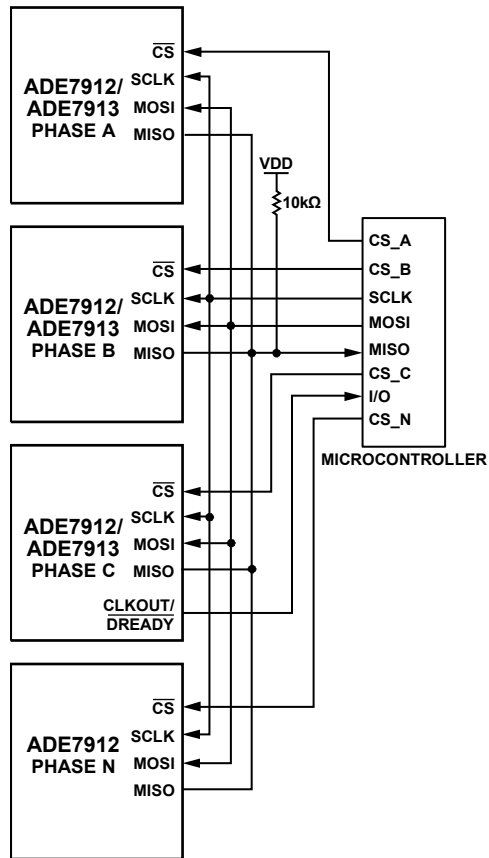 CS
SCLK
ADE7912/
ADE7913
PHASE A
MOSI
MISO
VDD
10kΩ
CS
SCLK
ADE7912/
ADE7913
PHASE B
MOSI
MISO
CS_A
CS_B
SCLK
MOSI
MISO
CS_C
I/O
CS_N
MICROCONTROLLER
CS
SCLK
ADE7912/
ADE7913
PHASE C
MOSI
MISO
CLKOUT/
DREADY
CS
SCLK
ADE7912
PHASE N
MOSI
MISO